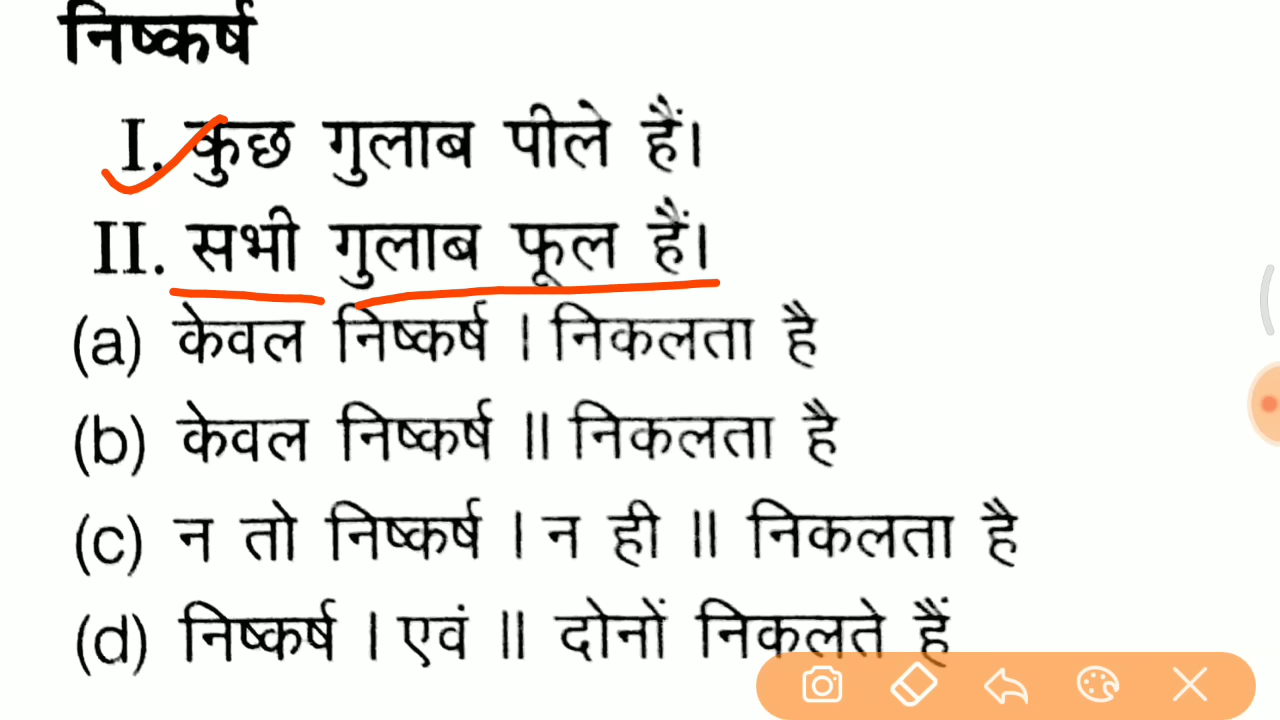 निष्कर्ष
I. कुछ गुलाब पीले हैं।
II. सभी गुलाब फूल हैं।
(a) केवल निष्कर्ष I निकलता है
(b) केवल निष्कर्ष II निकलता है
(c) न तो निष्कर्ष I न ही II निकलता है
(d) निष्कर्ष I एवं II दोनों निकलते हैं